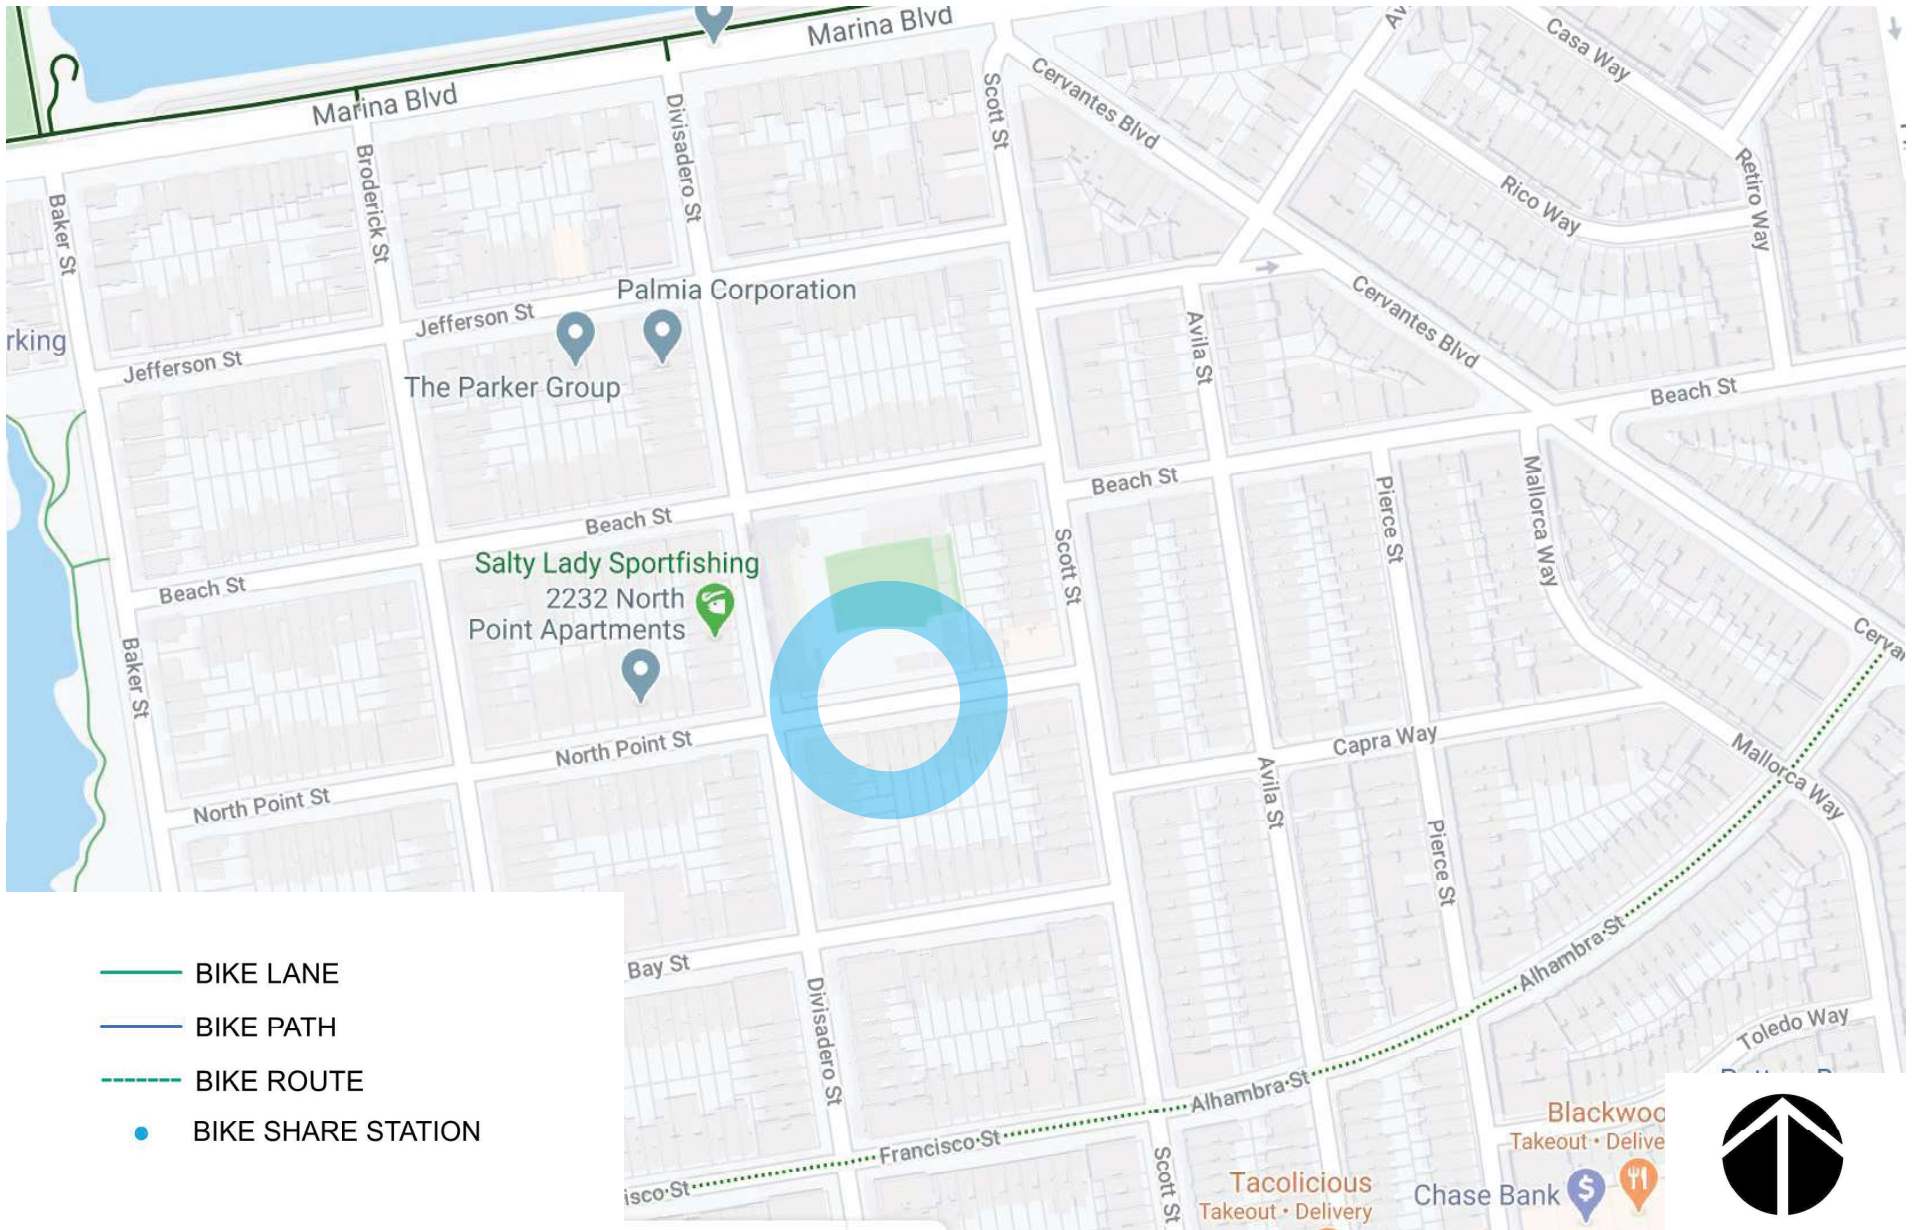 Marina Blvd
Marina Blvd
Casa Way
Cervantes Blvd
Scott St
Divisadero St
Broderick St
Baker St
Rico Way
Retiro Way
Palmia Corporation
Jefferson St
Cervantes Blvd
rking
Jefferson St
The Parker Group
Avila St
Beach St
Beach St
Beach St
Pierce St
Mallorca Way
Scott St
Salty Lady Sportfishing
2232 North
Point Apartments
Beach St
Baker St
Cerva
North Point St
Capra Way
Mallorca Way
North Point St
Avila St
Pierce St
Alhambra St
Bay St
Divisadero St
Toledo Way
BIKE LANE
BIKE PATH
BIKE ROUTE
BIKE SHARE STATION
Alhambra St
Francisco St
isco St
Scott St
Blackwoo
Takeout • Delive
Tacolicious
Takeout • Delivery
Chase Bank